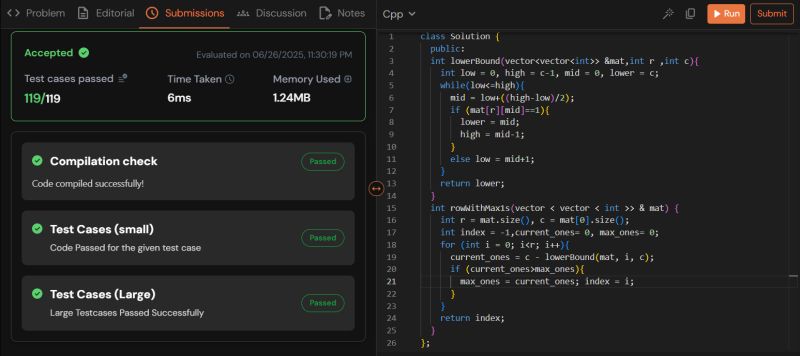 Problem Editorial Submissions Discussion Notes
Accepted
Evaluated on 06/26/2025, 11:30:19 PM
Test cases passed Time Taken Memory Used
119/119 6ms 1.24MB
Compilation check Passed
Code compiled successfully!
Test Cases (small) Passed
Code Passed for the given test case
Test Cases (Large) Passed
Large Testcases Passed Successfully
Cpp Run Submit
1 class Solution {
2 public:
3 int lowerBound(vector<vector<int>> &mat,int r ,int c){
4 int low = 0, high = c-1, mid = 0, lower = c;
5 while(low<=high){
6 mid = low+((high-low)/2);
7 if (mat[r][mid]==1){
8 lower = mid;
9 high = mid-1;
10 }
11 else low = mid+1;
12 }
13 return lower;
14 }
15 int rowWithMax1s(vector < vector < int >> & mat) {
16 int r = mat.size(), c = mat[0].size();
17 int index = -1,current_ones= 0, max_ones= 0;
18 for (int i = 0; i<r; i++){
19 current_ones = c - lowerBound(mat, i, c);
20 if (current_ones>max_ones){
21 max_ones = current_ones; index = i;
22 }
23 }
24 return index;
25 }
26 };